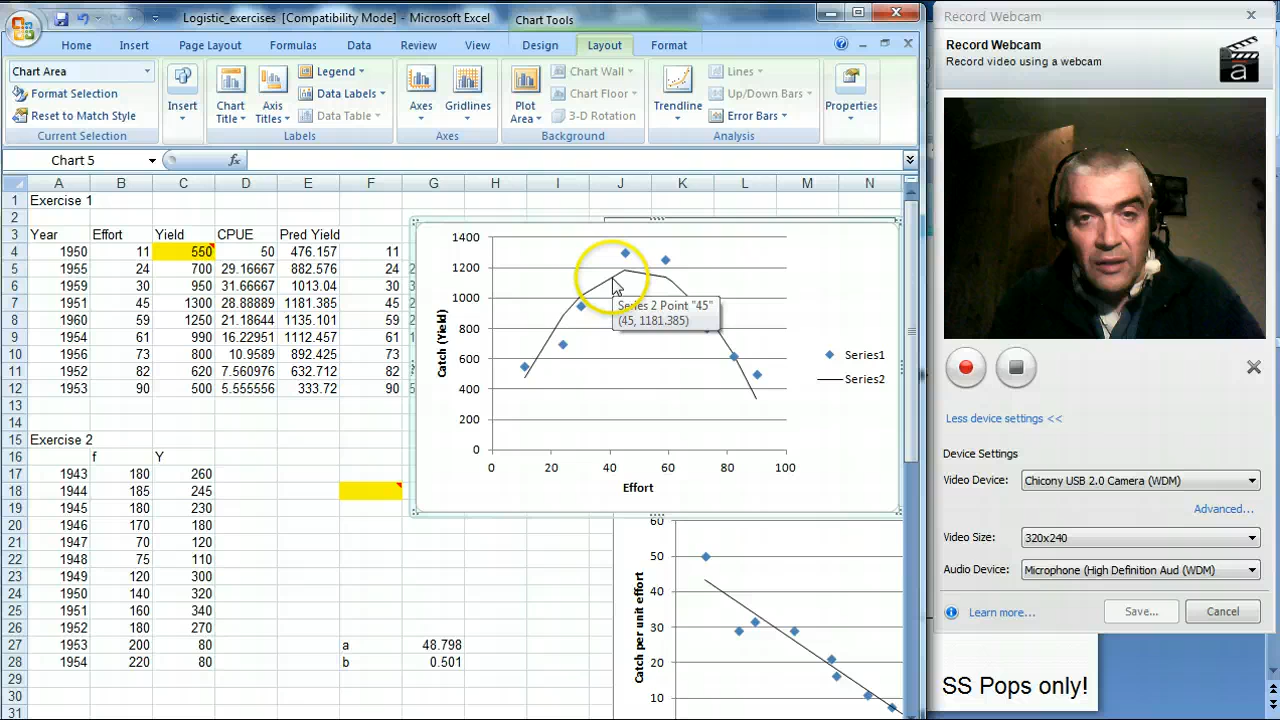 Logistic_exercises [Compatibility Mode] - Microsoft Excel
Chart Tools
Home Insert Page Layout Formulas Data Review View Design Layout Format
Chart Area
Format Selection
Reset to Match Style
Current Selection
Insert
Chart Title
Axis Titles
Legend
Data Labels
Data Table
Labels
Axes
Gridlines
Axes
Plot Area
Chart Wall
Chart Floor
3-D Rotation
Background
Trendline
Lines
Up/Down Bars
Error Bars
Analysis
Properties
Chart 5 fx
A B C D E F G H I J K L M N
1 Exercise 1
2
3 Year Effort Yield CPUE Pred Yield
4 1950 11 550 50 476.157 11
5 1955 24 700 29.16667 882.576 24 2
6 1956 30 950 31.66667 1013.04 30 2
7 1951 45 1300 28.88889 1181.385 45 2
8 1960 59 1250 21.18644 1135.101 59 2
9 1954 61 990 16.22951 1112.457 61 1
10 1956 73 800 10.9589 892.425 73
11 1952 82 620 7.560976 632.712 82
12 1953 90 500 5.555556 333.72 90 5
13
14
15 Exercise 2
16 f Y
17 1943 180 260
18 1944 185 245
19 1945 180 230
20 1946 170 180
21 1947 70 120
22 1948 75 110
23 1949 120 300
24 1950 140 320
25 1951 160 340
26 1952 180 270
27 1953 200 80 a 48.798
28 1954 220 80 b 0.501
29
30
31
1400
1200
1000
800
600
400
200
0
0 20 40 60 80 100
Catch (Yield)
Effort
Series 2 Point "45"
(45, 1181.385)
Series1
Series2
60
50
40
30
20
10
Catch per unit effort
Record Webcam
Record Webcam
Record video using a webcam
a
Less device settings <<
Device Settings
Video Device: Chicony USB 2.0 Camera (WDM)
Advanced...
Video Size: 320x240
Audio Device: Microphone (High Definition Aud (WDM)
Learn more... Save... Cancel
SS Pops only!